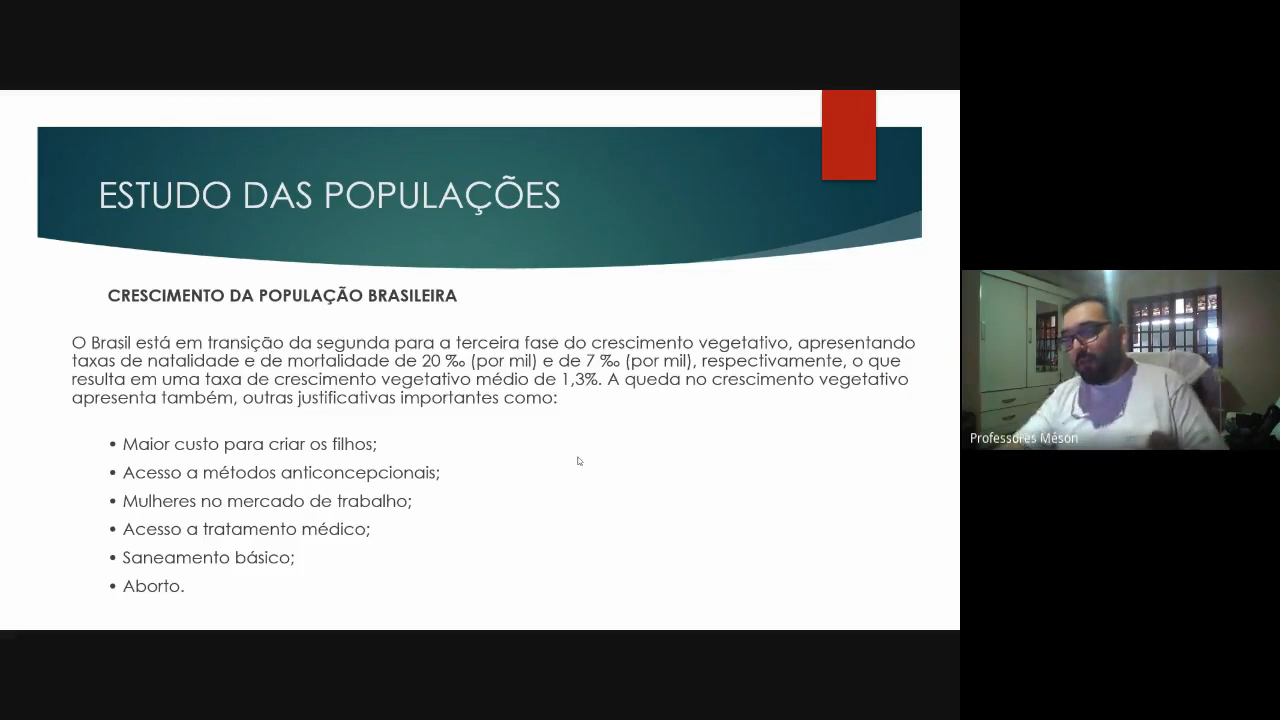 ESTUDO DAS POPULAÇÕES
CRESCIMENTO DA POPULAÇÃO BRASILEIRA
O Brasil está em transição da segunda para a terceira fase do crescimento vegetativo, apresentando
taxas de natalidade e de mortalidade de 20 ‰ (por mil) e de 7 ‰ (por mil), respectivamente, o que
resulta em uma taxa de crescimento vegetativo médio de 1,3%. A queda no crescimento vegetativo
apresenta também, outras justificativas importantes como:
• Maior custo para criar os filhos;
• Acesso a métodos anticoncepcionais;
• Mulheres no mercado de trabalho;
• Acesso a tratamento médico;
• Saneamento básico;
• Aborto.
Professores Méson